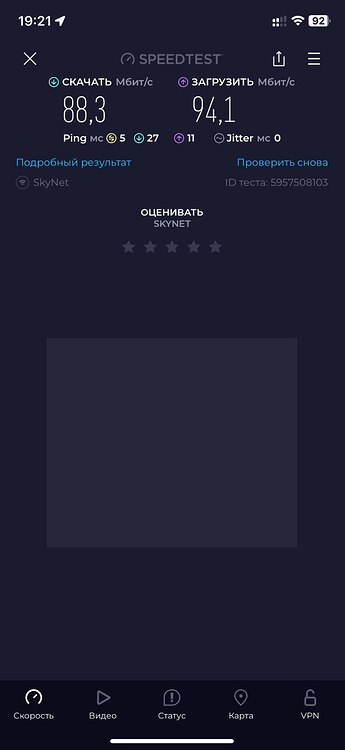 19:21 92
SPEEDTEST
СКАЧАТЬ Мбит/с ЗАГРУЗИТЬ Мбит/с
88,3 94,1
Ping мс 5 27 11 Jitter мс 0
Подробный результат Проверить снова
SkyNet ID теста: 5957508103
ОЦЕНИВАТЬ
SKYNET
Скорость Видео Статус Карта VPN